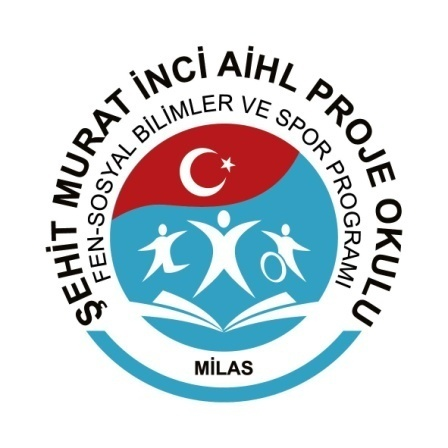 ŞEHİT MURAT İNCİ AİHL PROJE OKULU
FEN-SOSYAL BİLİMLER VE SPOR PROGRAMI
MİLAS